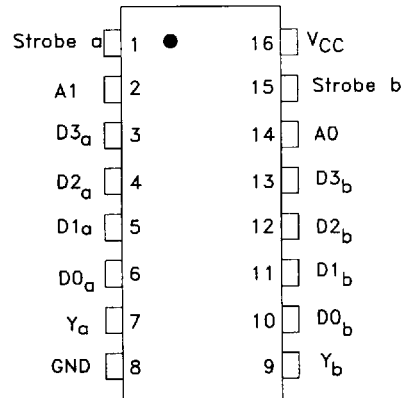 Strobe a 1 16 VCC
A1 2 15 Strobe b
D3a 3 14 A0
D2a 4 13 D3b
D1a 5 12 D2b
D0a 6 11 D1b
Ya 7 10 D0b
GND 8 9 Yb